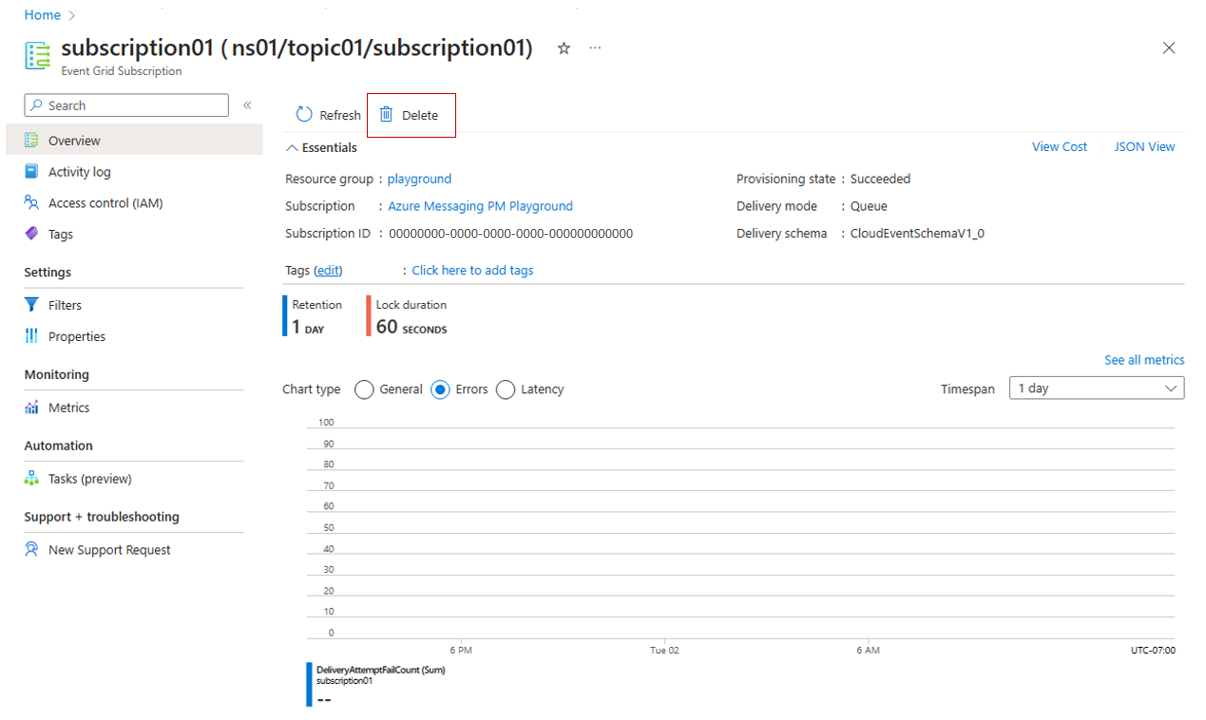 Home
subscription01 ( ns01/topic01/subscription01)
Event Grid Subscription
Search
Overview
Activity log
Access control (IAM)
Tags
Settings
Filters
Properties
Monitoring
Metrics
Automation
Tasks (preview)
Support + troubleshooting
New Support Request
Refresh Delete
Essentials
View Cost JSON View
Resource group : playground
Subscription : Azure Messaging PM Playground
Subscription ID : 00000000-0000-0000-0000-000000000000
Provisioning state : Succeeded
Delivery mode : Queue
Delivery schema : CloudEventSchemaV1_0
Tags (edit) : Click here to add tags
Retention
1 DAY
Lock duration
60 SECONDS
See all metrics
Chart type General Errors Latency
Timespan 1 day
100
90
80
70
60
50
40
30
20
10
0
6 PM Tue 02 6 AM UTC-07:00
DeliveryAttemptFailCount (Sum)
subscription01
--